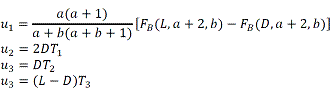 u₁ = a(a + 1) / a + b(a + b + 1) [F_B(L, a + 2, b) − F_B(D, a + 2, b)]
u₂ = 2DT₁
u₃ = DT₂
u₃ = (L − D)T₃